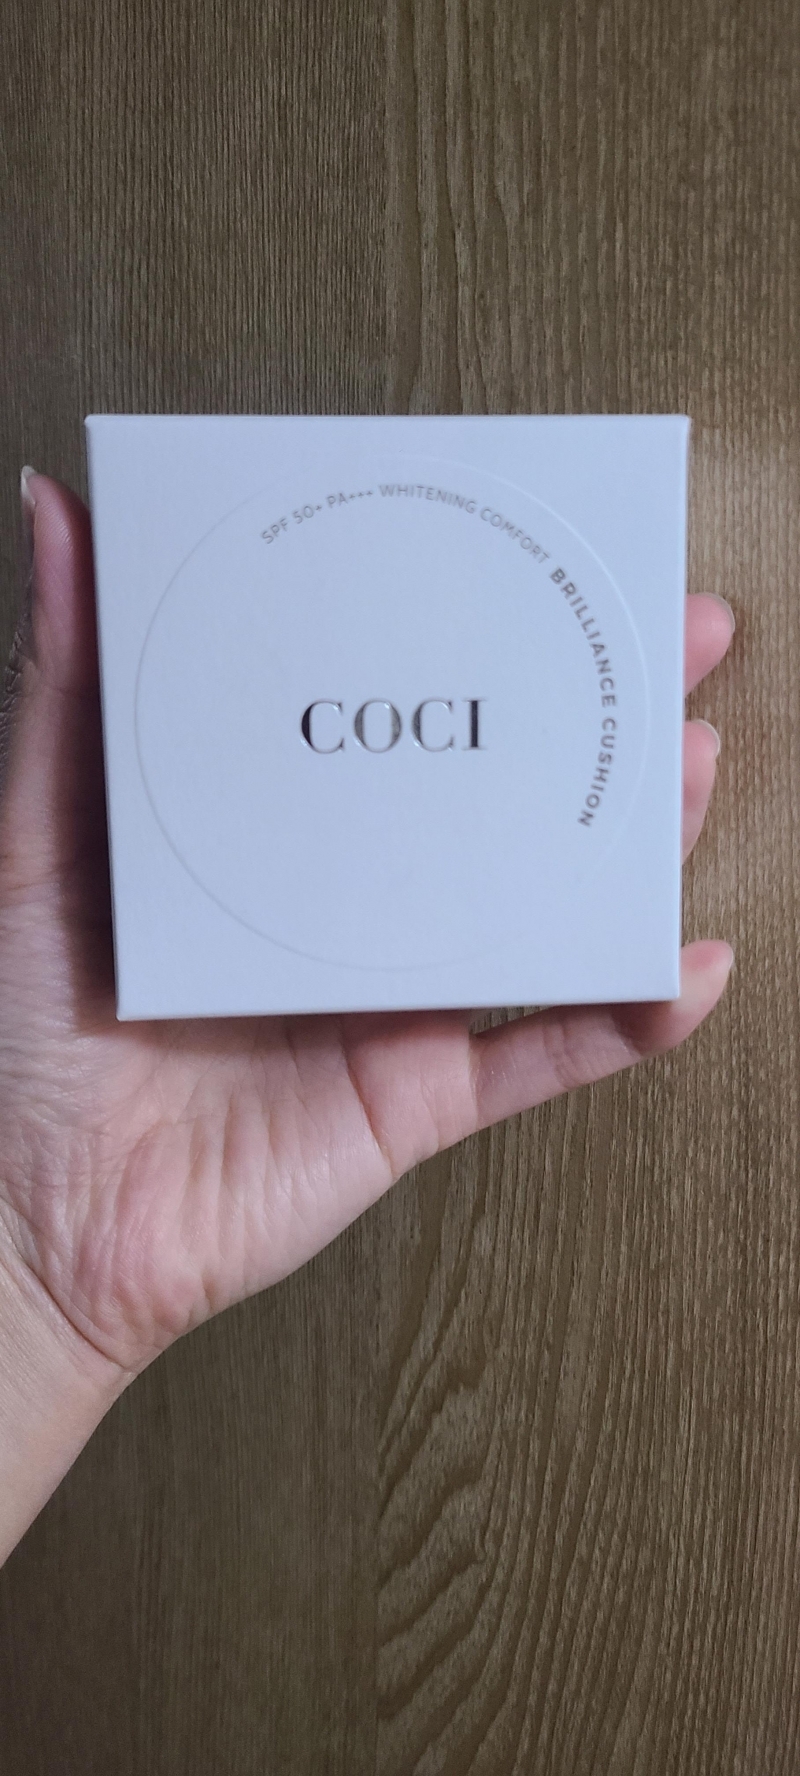 SPF 50+ PA+++ WHITENING COMFORT BRILLIANCE CUSHION
COCI